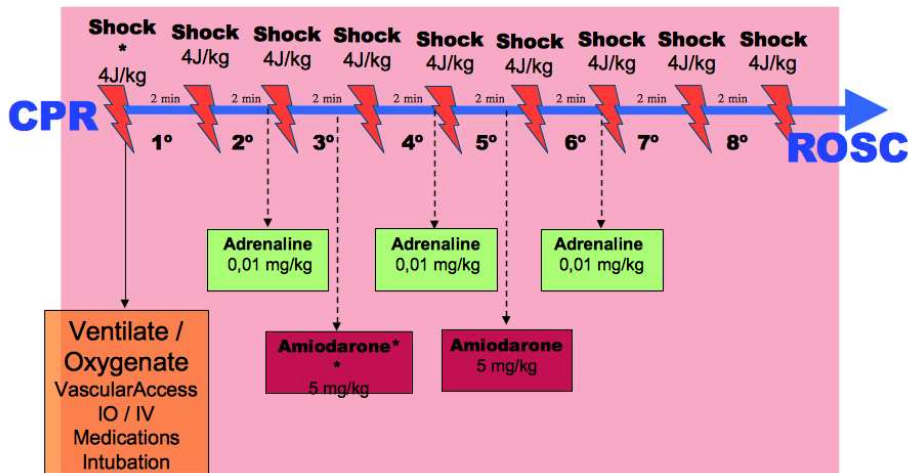 Shock Shock Shock Shock Shock Shock Shock Shock Shock
*
4J/kg 4J/kg 4J/kg 4J/kg 4J/kg 4J/kg 4J/kg 4J/kg 4J/kg
2 min 2 min 2 min 2 min 2 min 2 min 2 min 2 min
CPR
1º 2º 3º 4º 5º 6º 7º 8º
ROSC
Adrenaline
0,01 mg/kg
Adrenaline
0,01 mg/kg
Adrenaline
0,01 mg/kg
Ventilate /
Oxygenate
VascularAccess
IO / IV
Medications
Intubation
Amiodarone*
*
5 mg/kg
Amiodarone
5 mg/kg